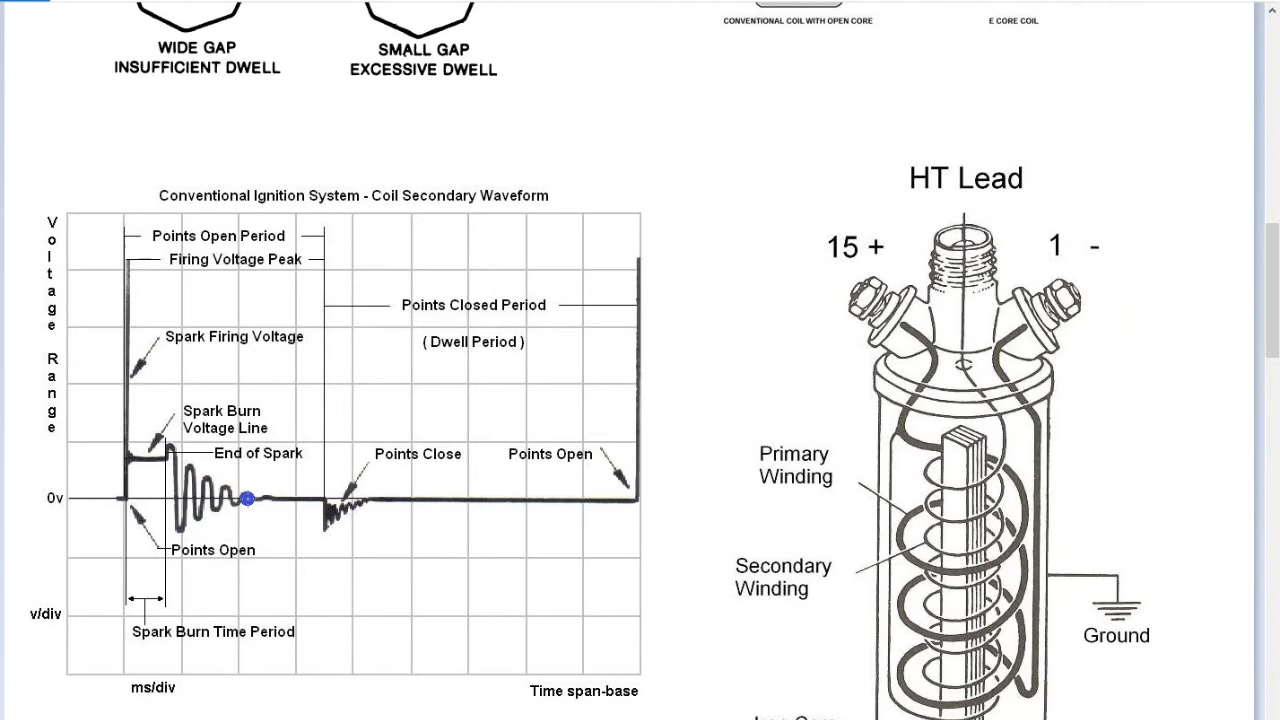 CONVENTIONAL COIL WITH OPEN CORE
E CORE COIL
WIDE GAP
INSUFFICIENT DWELL
SMALL GAP
EXCESSIVE DWELL
Conventional Ignition System - Coil Secondary Waveform
Voltage Range
Points Open Period
Firing Voltage Peak
Points Closed Period
( Dwell Period )
Spark Firing Voltage
Spark Burn
Voltage Line
End of Spark
Points Close
Points Open
0v
Points Open
v/div
Spark Burn Time Period
ms/div
Time span-base
HT Lead
15 +
1 -
Primary
Winding
Secondary
Winding
Ground